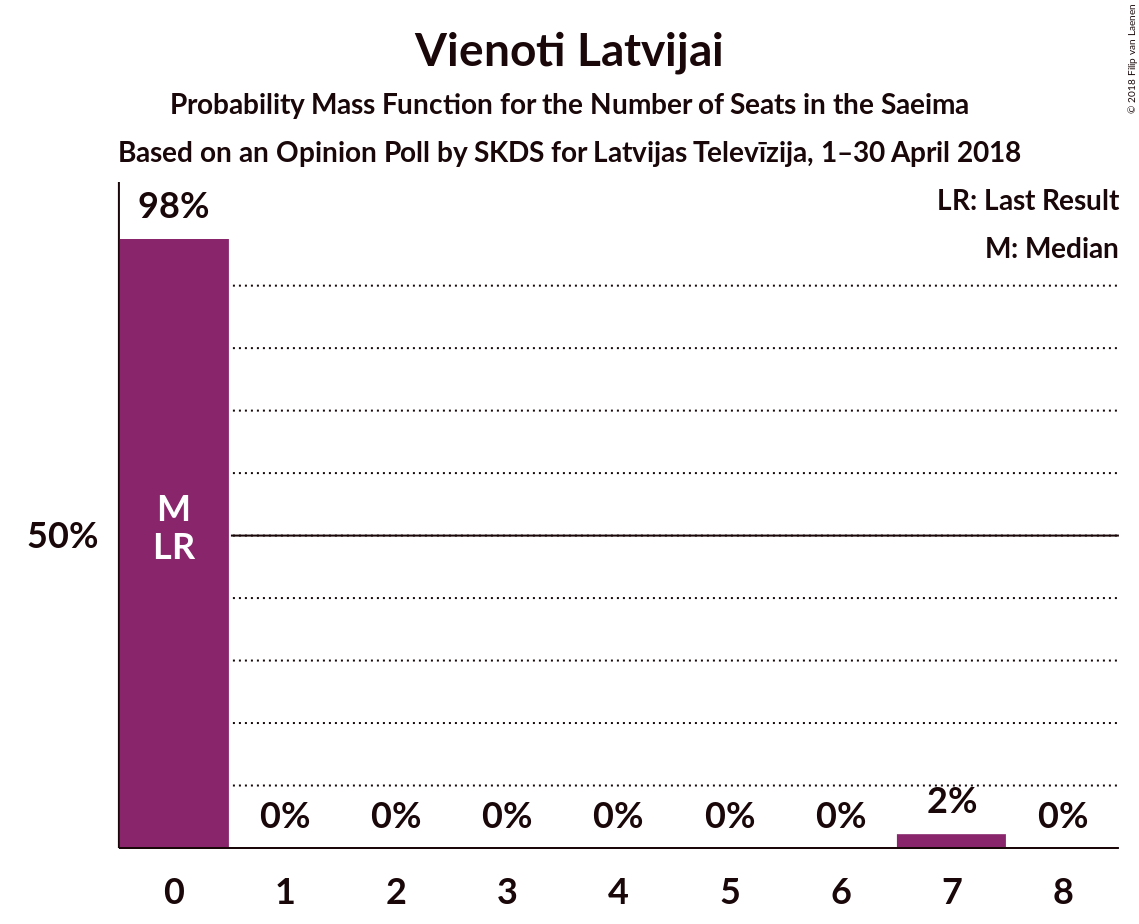 Vienoti Latvijai
Probability Mass Function for the Number of Seats in the Saeima
Based on an Opinion Poll by SKDS for Latvijas Televīzija, 1–30 April 2018
© 2018 Filip van Laenen
LR: Last Result
M: Median
98%
M
LR
50%
0% 0% 0% 0% 0% 0% 2% 0%
0 1 2 3 4 5 6 7 8